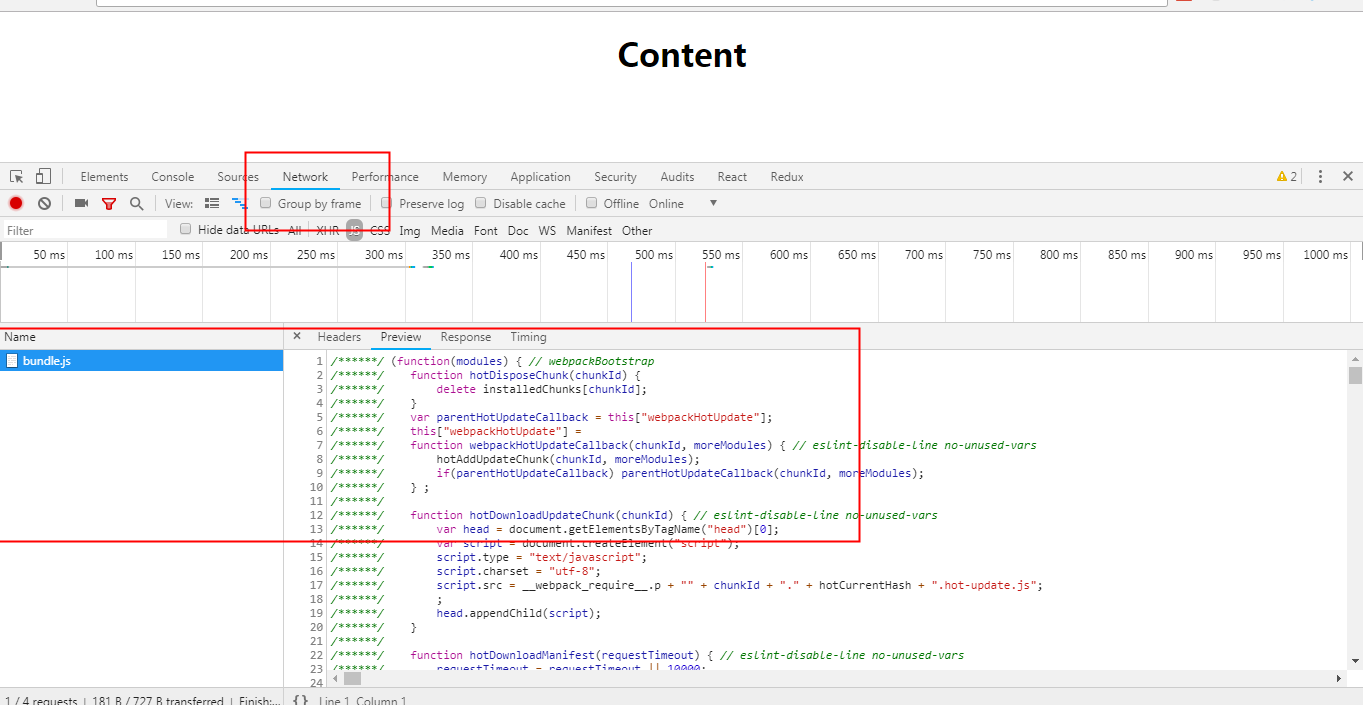 Content
Elements Console Sources Network Performance Memory Application Security Audits React Redux 2
View: Group by frame Preserve log Disable cache Offline Online
Filter Hide data URLs All XHR JS CSS Img Media Font Doc WS Manifest Other
50 ms 100 ms 150 ms 200 ms 250 ms 300 ms 350 ms 400 ms 450 ms 500 ms 550 ms 600 ms 650 ms 700 ms 750 ms 800 ms 850 ms 900 ms 950 ms 1000 ms
Name × Headers Preview Response Timing
bundle.js
1 /******/ (function(modules) { // webpackBootstrap
2 /******/ function hotDisposeChunk(chunkId) {
3 /******/ delete installedChunks[chunkId];
4 /******/ }
5 /******/ var parentHotUpdateCallback = this["webpackHotUpdate"];
6 /******/ this["webpackHotUpdate"] =
7 /******/ function webpackHotUpdateCallback(chunkId, moreModules) { // eslint-disable-line no-unused-vars
8 /******/ hotAddUpdateChunk(chunkId, moreModules);
9 /******/ if(parentHotUpdateCallback) parentHotUpdateCallback(chunkId, moreModules);
10 /******/ } ;
11 /******/
12 /******/ function hotDownloadUpdateChunk(chunkId) { // eslint-disable-line no-unused-vars
13 /******/ var head = document.getElementsByTagName("head")[0];
14 /******/ var script = document.createElement("script");
15 /******/ script.type = "text/javascript";
16 /******/ script.charset = "utf-8";
17 /******/ script.src = __webpack_require__.p + "" + chunkId + "." + hotCurrentHash + ".hot-update.js";
18 /******/ ;
19 /******/ head.appendChild(script);
20 /******/ }
21 /******/
22 /******/ function hotDownloadManifest(requestTimeout) { // eslint-disable-line no-unused-vars
23 /******/ requestTimeout = requestTimeout || 10000;
24
1 / 4 requests | 181 B / 727 B transferred | Finish:... {} Line 1, Column 1